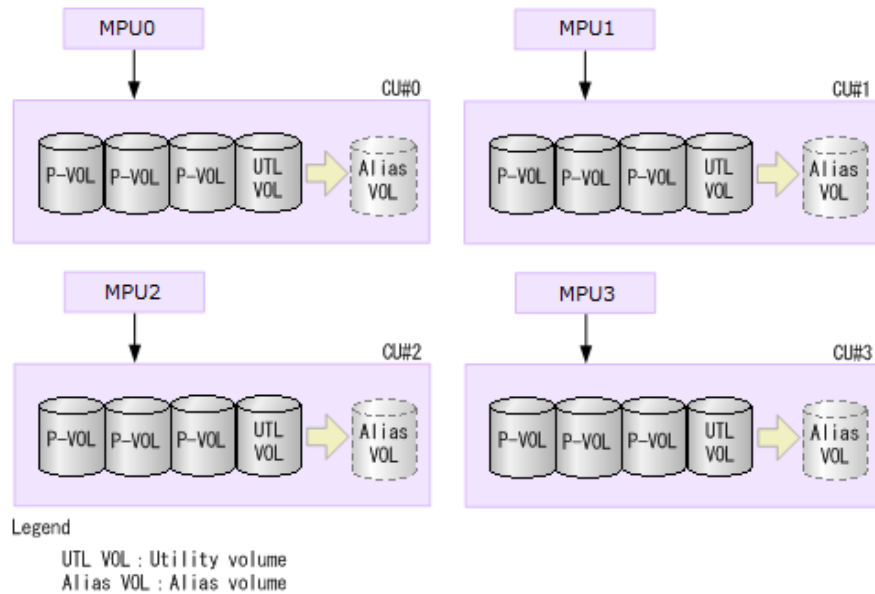 MPU0
MPU1
CU#0
CU#1
P-VOL P-VOL P-VOL UTL VOL Alias VOL
P-VOL P-VOL P-VOL UTL VOL Alias VOL
MPU2
MPU3
CU#2
CU#3
P-VOL P-VOL P-VOL UTL VOL Alias VOL
P-VOL P-VOL P-VOL UTL VOL Alias VOL
Legend
UTL VOL : Utility volume
Alias VOL : Alias volume